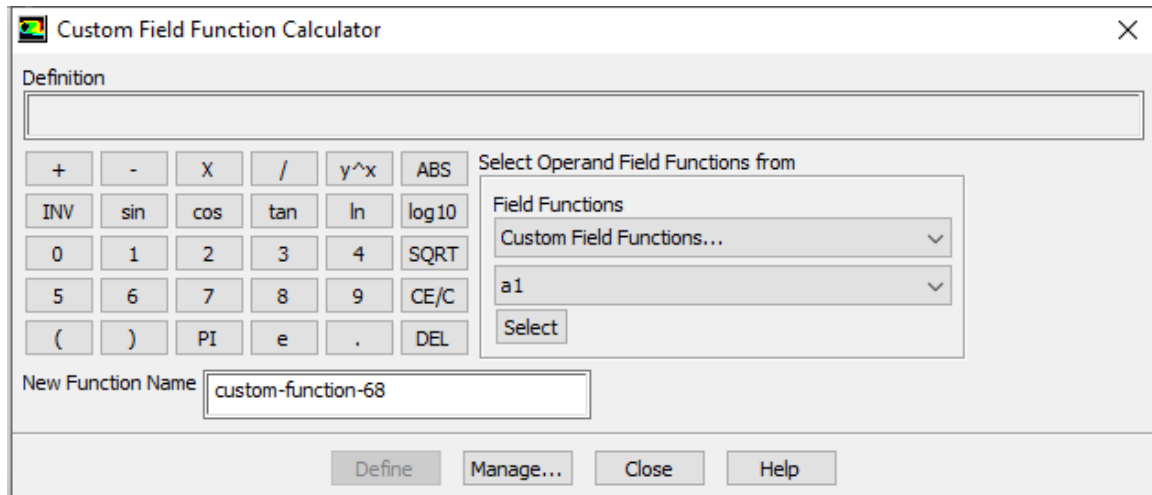 Custom Field Function Calculator
Definition
+ - X / y^x ABS
INV sin cos tan ln log10
0 1 2 3 4 SQRT
5 6 7 8 9 CE/C
( ) PI e . DEL
Select Operand Field Functions from
Field Functions
Custom Field Functions...
a1
Select
New Function Name custom-function-68
Define Manage... Close Help